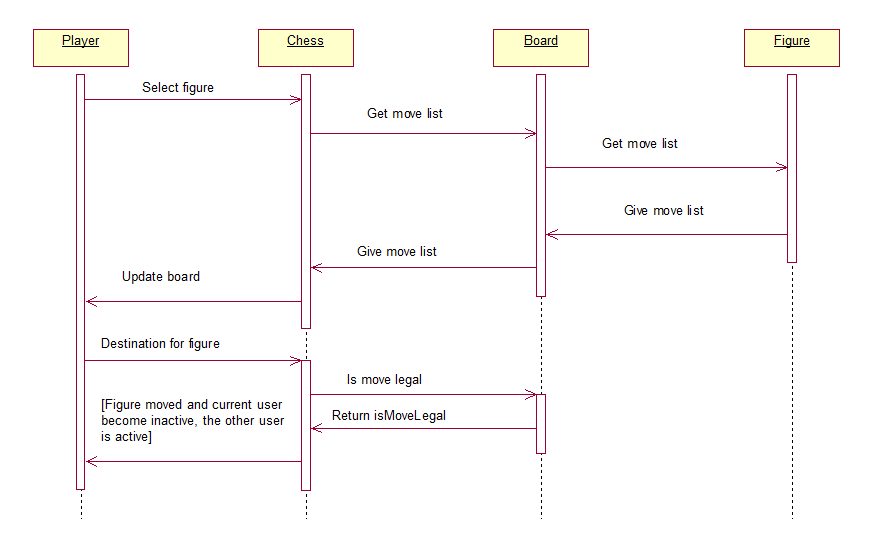 Player
Chess
Board
Figure
Select figure
Get move list
Get move list
Give move list
Give move list
Update board
Destination for figure
Is move legal
[Figure moved and current user
become inactive, the other user
is active]
Return isMoveLegal